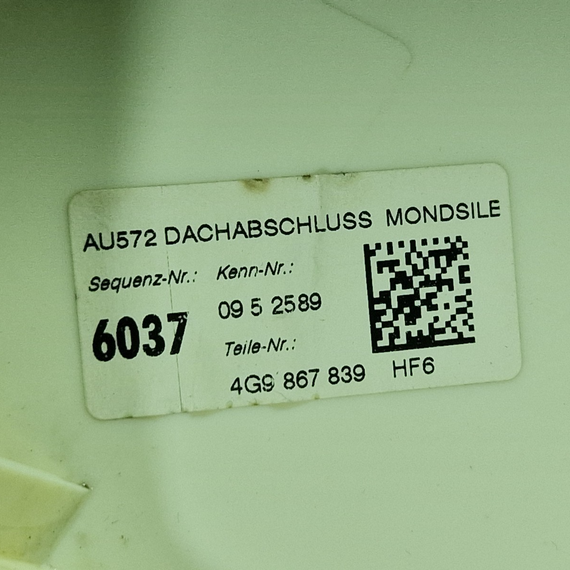 AU572 DACHABSCHLUSS MONDSILE
Sequenz-Nr.: Kenn-Nr.:
6037 09 5 2589
Teile-Nr.:
4G9 867 839 HF6